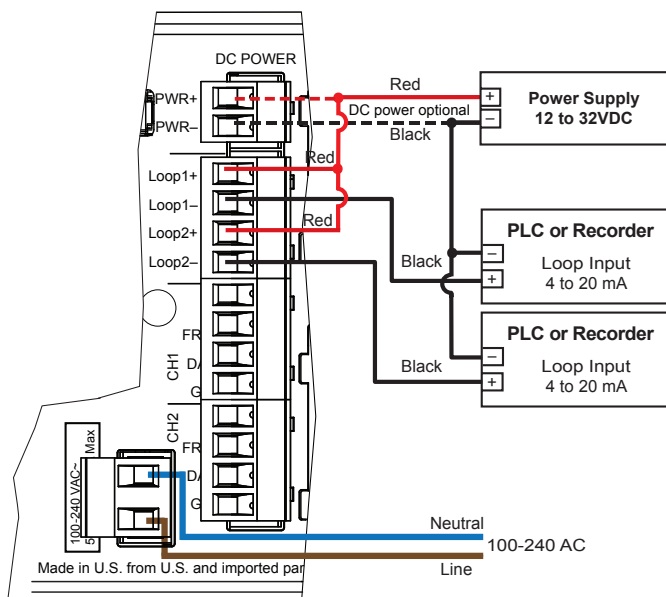 DC POWER
PWR+
PWR–
Loop1+
Loop1–
Loop2+
Loop2–
Red
DC power optional
Black
Red
Red
Black
Black
+
–
Power Supply
12 to 32VDC
PLC or Recorder
–
Loop Input
+
4 to 20 mA
PLC or Recorder
–
Loop Input
+
4 to 20 mA
CH1
FR
G
CH2
FR
G
100-240 VAC~
5
Max
Neutral
100-240 AC
Line
Made in U.S. from U.S. and imported par